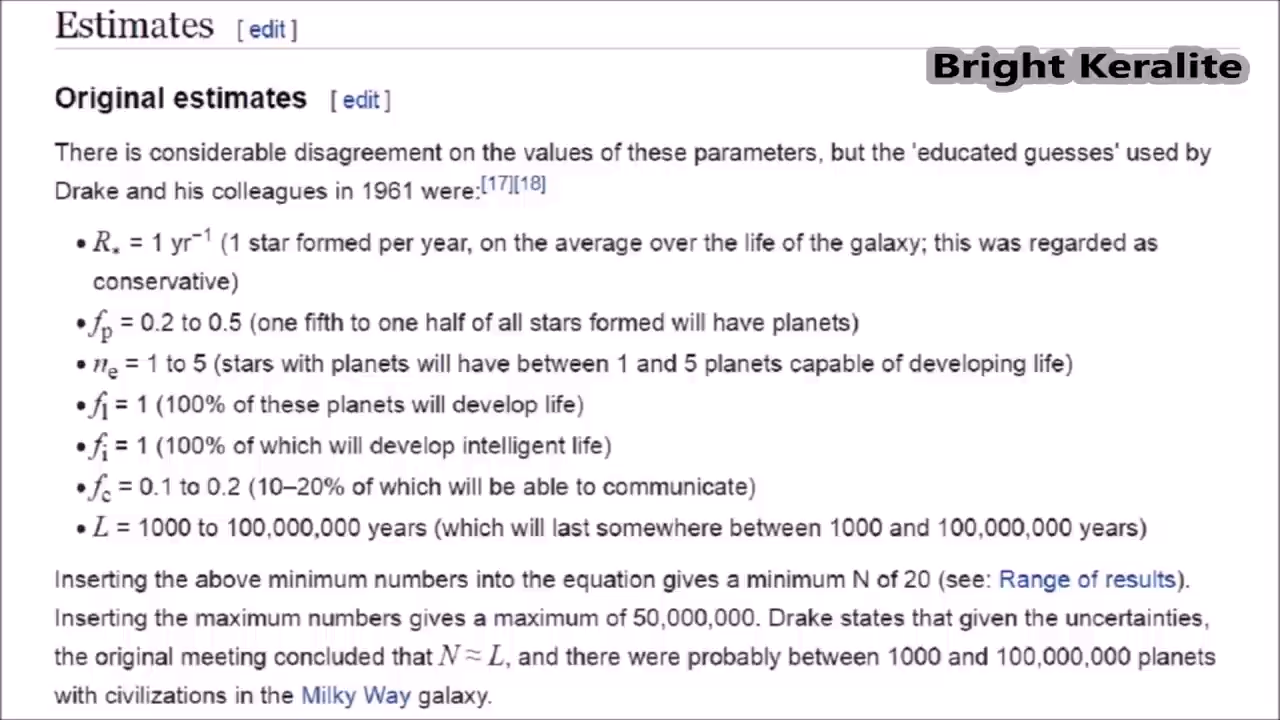 Estimates [ edit ]
Bright Keralite
Original estimates [ edit ]
There is considerable disagreement on the values of these parameters, but the 'educated guesses' used by
Drake and his colleagues in 1961 were:[17][18]
• R* = 1 yr⁻¹ (1 star formed per year, on the average over the life of the galaxy; this was regarded as
conservative)
• fp = 0.2 to 0.5 (one fifth to one half of all stars formed will have planets)
• ne = 1 to 5 (stars with planets will have between 1 and 5 planets capable of developing life)
• fl = 1 (100% of these planets will develop life)
• fi = 1 (100% of which will develop intelligent life)
• fc = 0.1 to 0.2 (10–20% of which will be able to communicate)
• L = 1000 to 100,000,000 years (which will last somewhere between 1000 and 100,000,000 years)
Inserting the above minimum numbers into the equation gives a minimum N of 20 (see: Range of results).
Inserting the maximum numbers gives a maximum of 50,000,000. Drake states that given the uncertainties,
the original meeting concluded that N ≈ L, and there were probably between 1000 and 100,000,000 planets
with civilizations in the Milky Way galaxy.